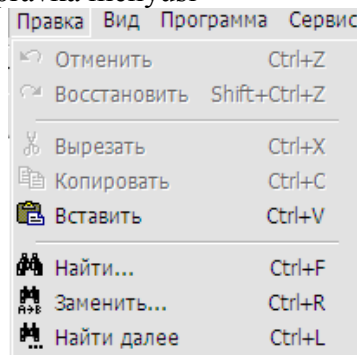 Правка Вид Программа Сервис
Отменить Ctrl+Z
Восстановить Shift+Ctrl+Z
Вырезать Ctrl+X
Копировать Ctrl+C
Вставить Ctrl+V
Найти... Ctrl+F
Заменить... Ctrl+R
Найти далее Ctrl+L